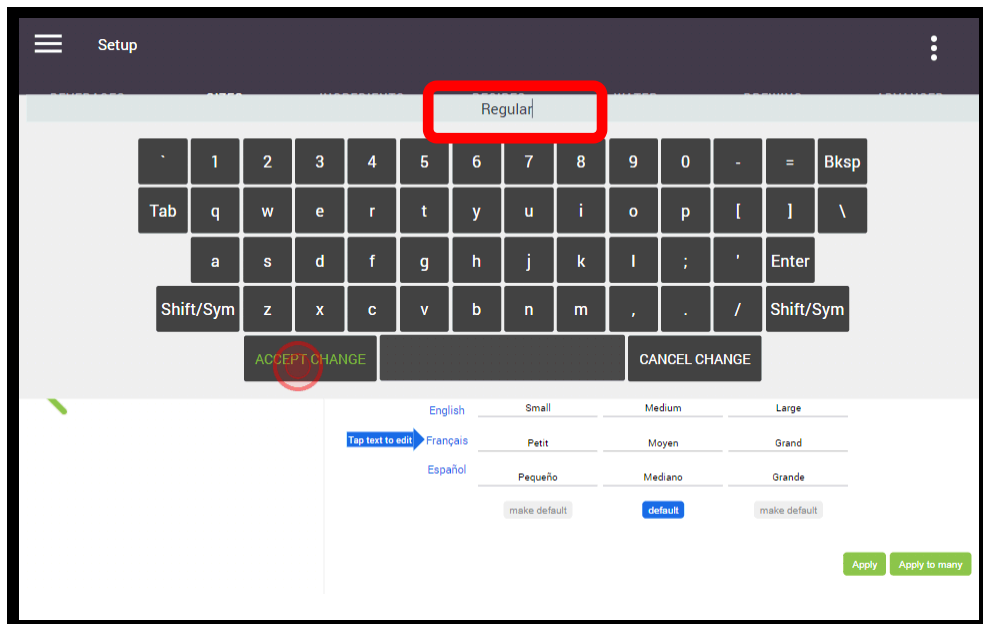 Setup
Regular
` 1 2 3 4 5 6 7 8 9 0 - = Bksp
Tab q w e r t y u i o p [ ] \
a s d f g h j k l ; ' Enter
Shift/Sym z x c v b n m , . / Shift/Sym
ACCEPT CHANGE CANCEL CHANGE
English Small Medium Large
Tap text to edit Français Petit Moyen Grand
Español Pequeño Mediano Grande
make default default make default
Apply Apply to many